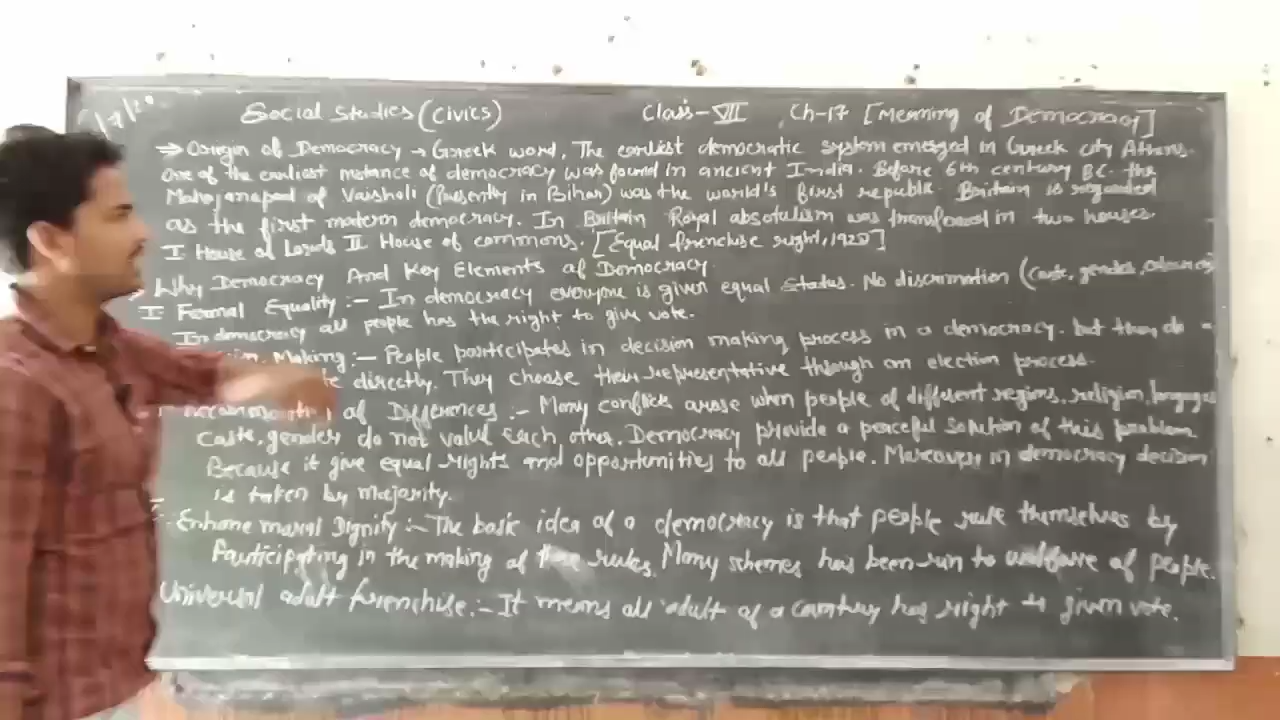 Social Studies (Civics) Class-VII , Ch-17 [Meaning of Democracy]
⇒ Origin of Democracy → Greek word, The earliest democratic system emerged in Greek city Athens.
One of the earliest instance of democracy was found in ancient India. Before 6th century BC. the
Mahajanapad of Vaishali (Presently in Bihar) was the world's first republic. Britain is regarded
as the first mordern democracy. In Britain Royal absolutism was transfered in two houses.
I House of Lords II House of commons. [Equal frenchise right,
→ Why Democracy And Key Elements of Democracy.
I: Formal Equality :- In democracy everyone is given equal status. No discrimnation (caste, gender,
In democracy all people has the right to give vote.
Making :- People participates in decision making process in a democracy. but they do
directly. They choose their representative through an election process.
of Differences :- Many conflicts arose when people of different regions, religion,
caste, gender do not value each other. Democracy provide a peaceful solution of this problem
Because it give equal rights and opportunities to all people. Moreover, in democracy decision
is taken by majority.
Enhane moral Dignity :- The basic idea of a democracy is that people rule themselves by
Participating in the making of rules. Many schemes has been run to welfare of people.
Universal adult frenchise :- It means all adult of a country has right to given vote.